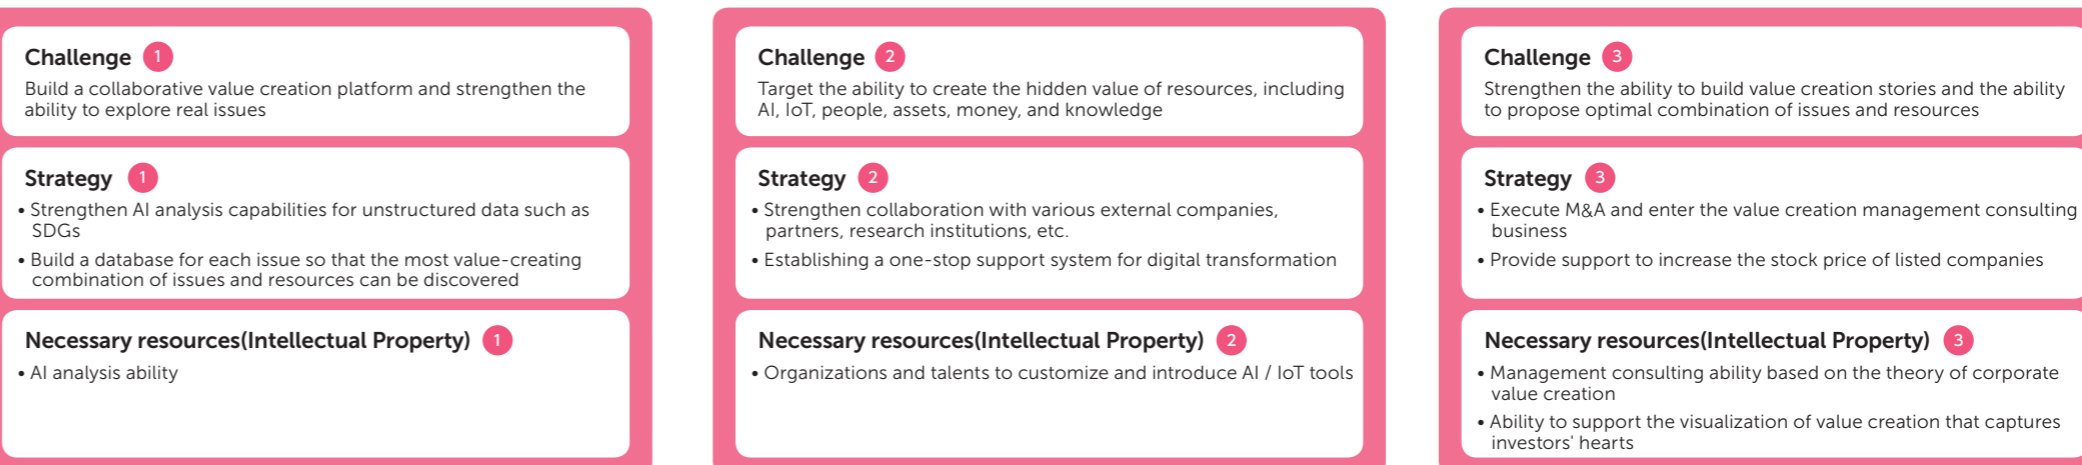 Challenge 1
Build a collaborative value creation platform and strengthen the
ability to explore real issues
Strategy 1
• Strengthen AI analysis capabilities for unstructured data such as
SDGs
• Build a database for each issue so that the most value-creating
combination of issues and resources can be discovered
Necessary resources(Intellectual Property) 1
• AI analysis ability
Challenge 2
Target the ability to create the hidden value of resources, including
AI, IoT, people, assets, money, and knowledge
Strategy 2
• Strengthen collaboration with various external companies,
partners, research institutions, etc.
• Establishing a one-stop support system for digital transformation
Necessary resources(Intellectual Property) 2
• Organizations and talents to customize and introduce AI / IoT tools
Challenge 3
Strengthen the ability to build value creation stories and the ability
to propose optimal combination of issues and resources
Strategy 3
• Execute M&A and enter the value creation management consulting
business
• Provide support to increase the stock price of listed companies
Necessary resources(Intellectual Property) 3
• Management consulting ability based on the theory of corporate
value creation
• Ability to support the visualization of value creation that captures
investors' hearts